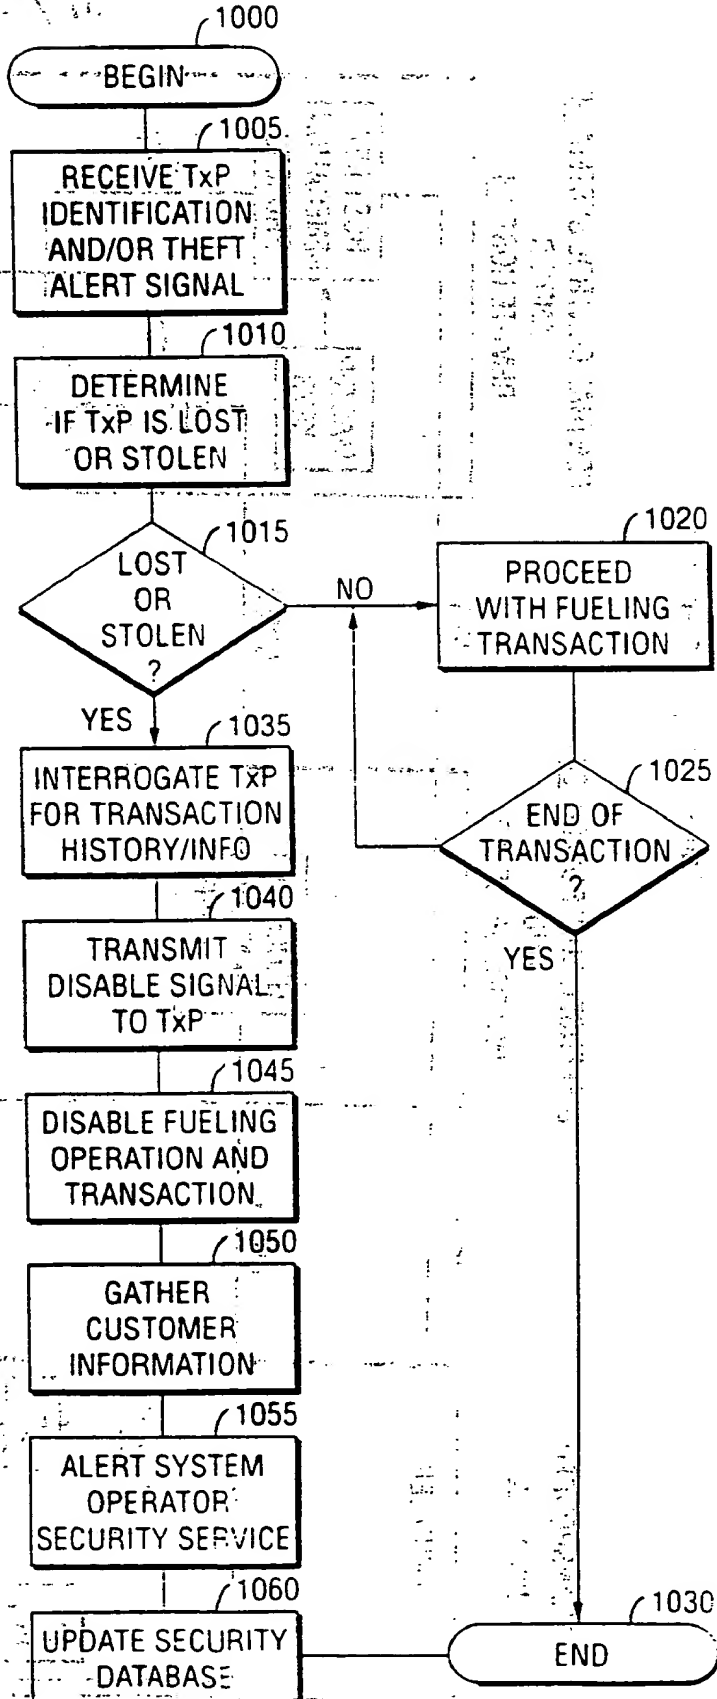 1000
BEGIN
1005
RECEIVE TxP
IDENTIFICATION
AND/OR THEFT
ALERT SIGNAL
1010
DETERMINE
IF TxP IS LOST
OR STOLEN
1015
LOST
OR
STOLEN
?
NO
1020
PROCEED
WITH FUELING
TRANSACTION
YES
1025
END OF
TRANSACTION
?
YES
1035
INTERROGATE TxP
FOR TRANSACTION
HISTORY/INFO
1040
TRANSMIT
DISABLE SIGNAL
TO TxP
1045
DISABLE FUELING
OPERATION AND
TRANSACTION
1050
GATHER
CUSTOMER
INFORMATION
1055
ALERT SYSTEM
OPERATOR
SECURITY SERVICE
1060
UPDATE SECURITY
DATABASE
1030
END